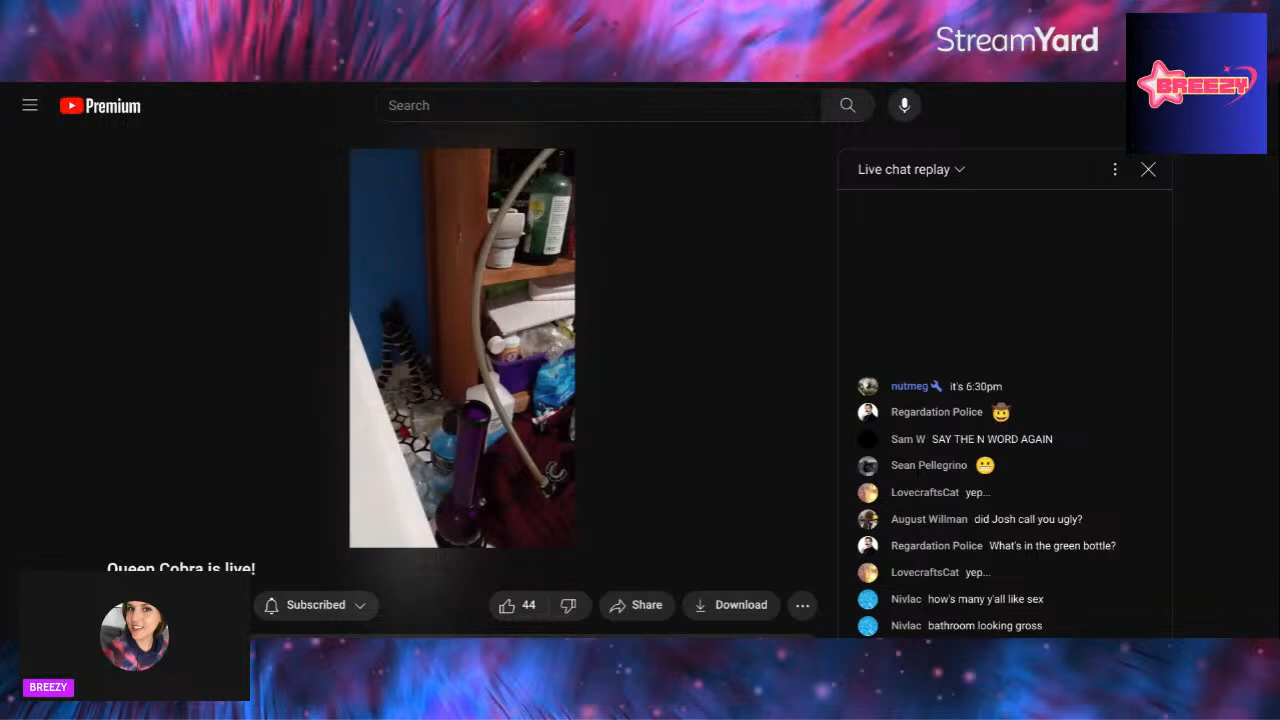 StreamYard
BREEZY
Premium
Search
Live chat replay
nutmeg it's 6:30pm
Regardation Police
Sam W SAY THE N WORD AGAIN
Sean Pellegrino
LovecraftsCat yep...
August Willman did Josh call you ugly?
Regardation Police What's in the green bottle?
LovecraftsCat yep...
Nivlac how's many y'all like sex
Nivlac bathroom looking gross
Queen Cobra is live!
Subscribed
44
Share
Download
BREEZY